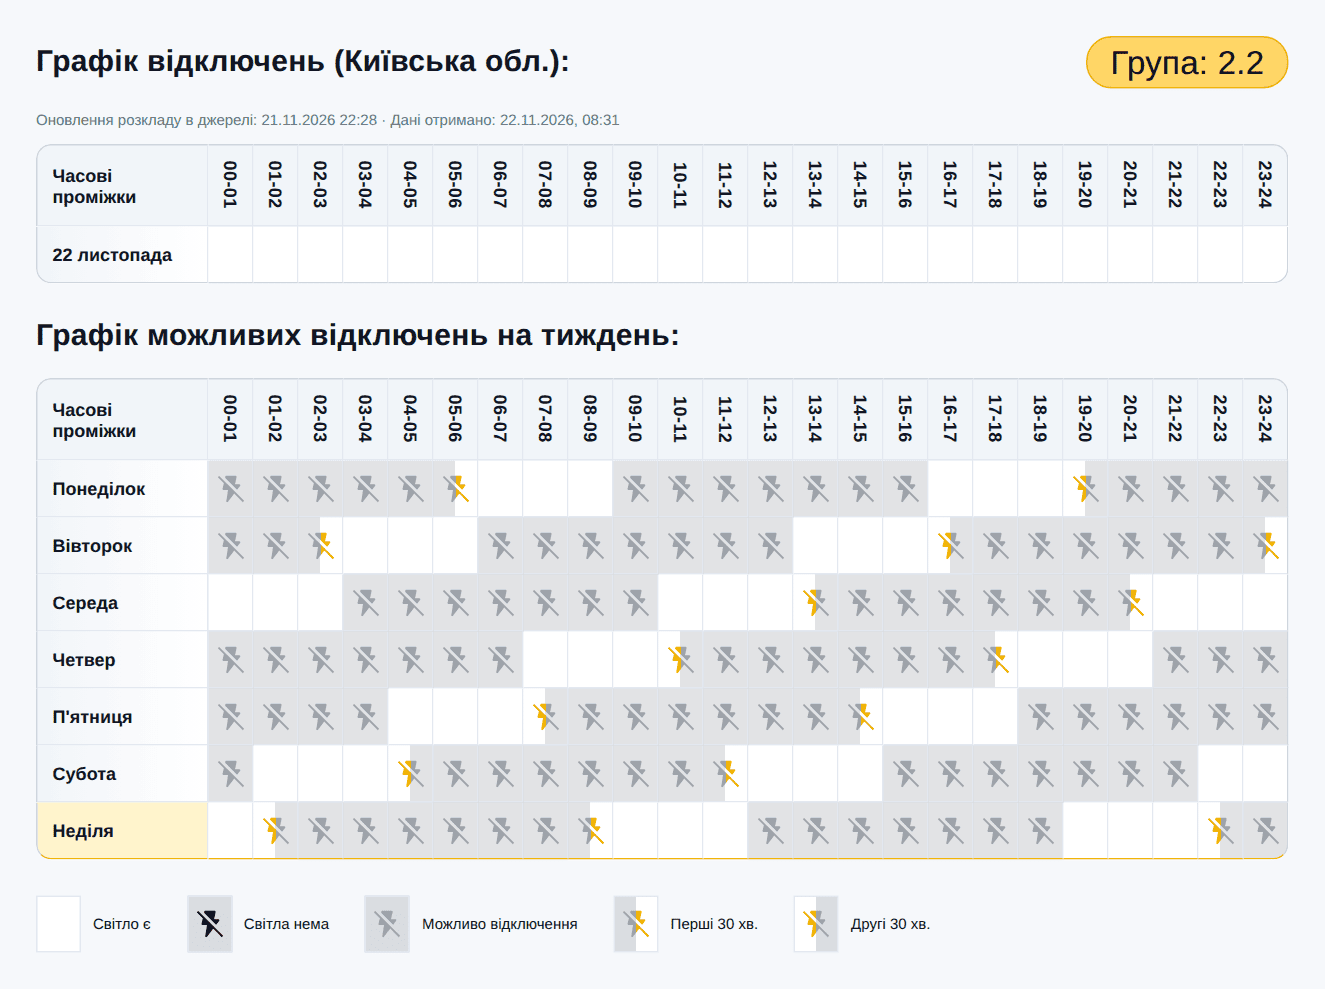 Графік відключень (Київська обл.):
Група: 2.2
Оновлення розкладу в джерелі: 21.11.2026 22:28 · Дані отримано: 22.11.2026, 08:31
Часові проміжки 00-01 01-02 02-03 03-04 04-05 05-06 06-07 07-08 08-09 09-10 10-11 11-12 12-13 13-14 14-15 15-16 16-17 17-18 18-19 19-20 20-21 21-22 22-23 23-24
22 листопада
Графік можливих відключень на тиждень:
Часові проміжки 00-01 01-02 02-03 03-04 04-05 05-06 06-07 07-08 08-09 09-10 10-11 11-12 12-13 13-14 14-15 15-16 16-17 17-18 18-19 19-20 20-21 21-22 22-23 23-24
Понеділок
Вівторок
Середа
Четвер
П'ятниця
Субота
Неділя
Світло є Світла нема Можливо відключення Перші 30 хв. Другі 30 хв.